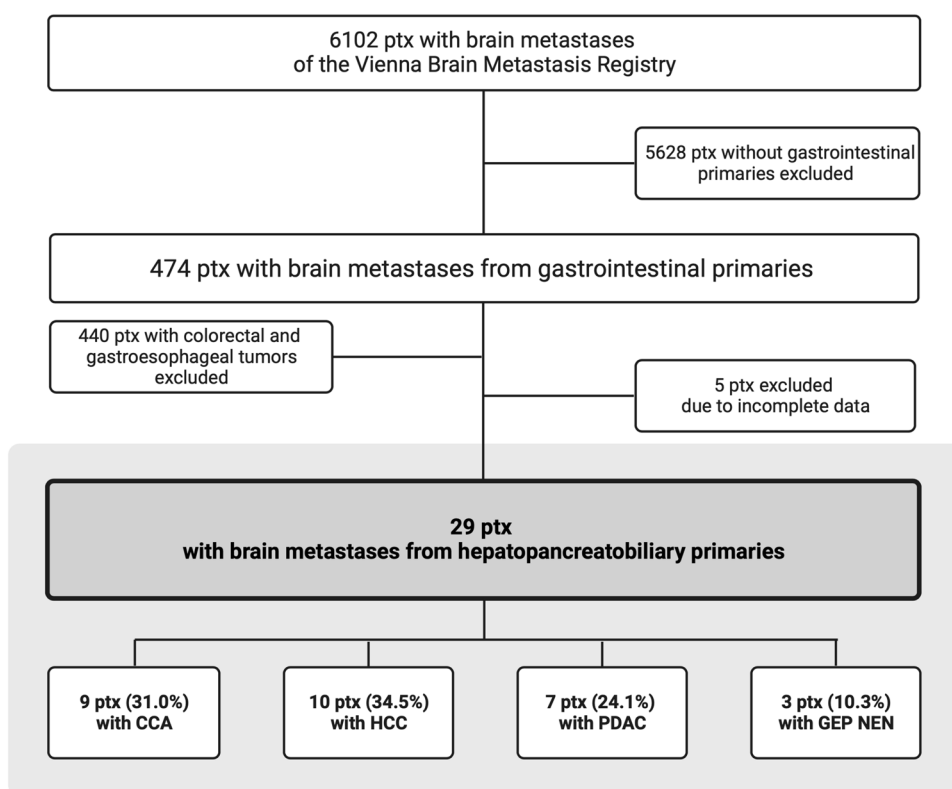 6102 ptx with brain metastases
of the Vienna Brain Metastasis Registry
5628 ptx without gastrointestinal
primaries excluded
474 ptx with brain metastases from gastrointestinal primaries
440 ptx with colorectal and
gastroesophageal tumors
excluded
5 ptx excluded
due to incomplete data
29 ptx
with brain metastases from hepatopancreatobiliary primaries
9 ptx (31.0%)
with CCA
10 ptx (34.5%)
with HCC
7 ptx (24.1%)
with PDAC
3 ptx (10.3%)
with GEP NEN